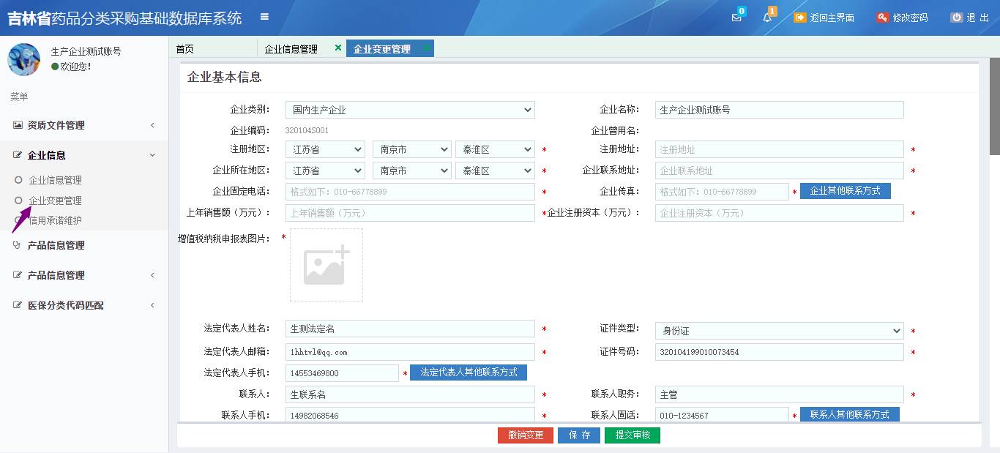 吉林省药品分类采购基础数据库系统
0
1
返回主界面
修改密码
退 出
生产企业测试账号
欢迎您!
菜单
资质文件管理
企业信息
企业信息管理
企业变更管理
信用承诺维护
产品信息管理
产品信息管理
医保分类代码匹配
首页
企业信息管理 ×
企业变更管理 ×
企业基本信息
企业类别: 国内生产企业
企业名称: 生产企业测试账号
企业编码: 320104S001
企业曾用名:
注册地区: 江苏省 南京市 秦淮区 *
注册地址: 注册地址 *
企业所在地区: 江苏省 南京市 秦淮区 *
企业联系地址: 企业联系地址 *
企业固定电话: 格式如下: 010-66778899 *
企业传真: 格式如下: 010-66778899 * 企业其他联系方式
上年销售额（万元）: 上年销售额（万元） *
企业注册资本（万元）: 企业注册资本（万元） *
增值税纳税申报表图片: *
法定代表人姓名: 生测法定名 *
证件类型: 身份证 *
法定代表人邮箱: lhhtvl@qq.com *
证件号码: 320104199010073454 *
法定代表人手机: 14553469800 * 法定代表人其他联系方式
联系人: 生联系名 *
联系人职务: 主管 *
联系人手机: 14982068546 *
联系人固话: 010-1234567 * 联系人其他联系方式
撤销变更
保 存
提交审核